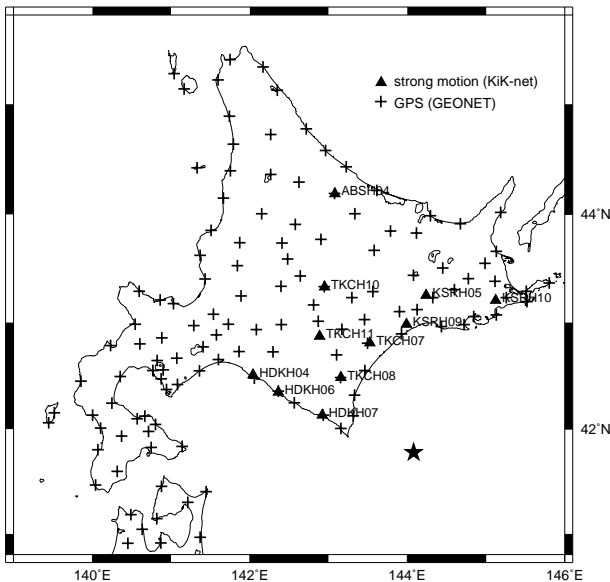 strong motion (KiK-net)
GPS (GEONET)
ABSH04
44°N
TKCH10
KSRH05
KSRH10
TKCH11
KSRH09
TKCH07
HDKH04
TKCH08
HDKH06
HDKH07
42°N
140°E
142°E
144°E
146°E